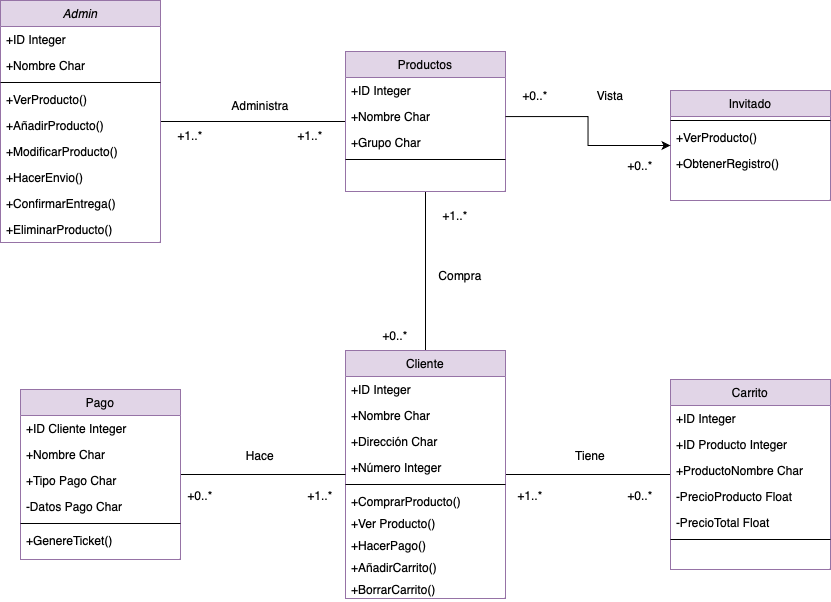 Admin
+ID Integer
+Nombre Char
+VerProducto()
+AñadirProducto()
+ModificarProducto()
+HacerEnvio()
+ConfirmarEntrega()
+EliminarProducto()
Administra
+1..*
+1..*
Productos
+ID Integer
+Nombre Char
+Grupo Char
+0..*
Vista
+0..*
Invitado
+VerProducto()
+ObtenerRegistro()
+1..*
Compra
+0..*
Pago
+ID Cliente Integer
+Nombre Char
+Tipo Pago Char
-Datos Pago Char
+GenereTicket()
Hace
+0..*
+1..*
Cliente
+ID Integer
+Nombre Char
+Dirección Char
+Número Integer
+ComprarProducto()
+Ver Producto()
+HacerPago()
+AñadirCarrito()
+BorrarCarrito()
Tiene
+1..*
+0..*
Carrito
+ID Integer
+ID Producto Integer
+ProductoNombre Char
-PrecioProducto Float
-PrecioTotal Float